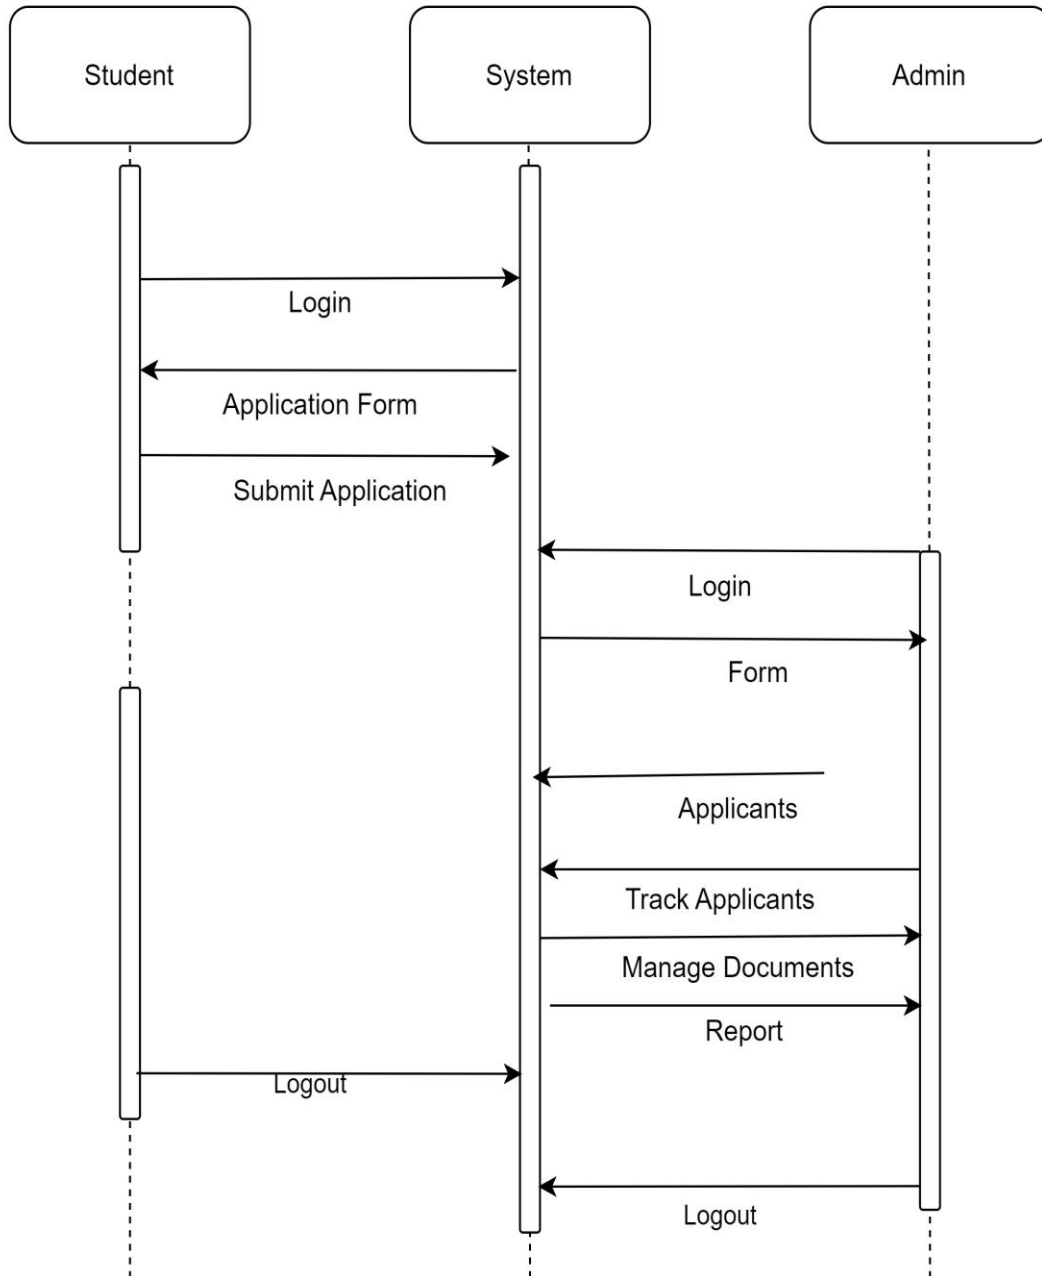 Student
System
Admin
Login
Application Form
Submit Application
Login
Form
Applicants
Track Applicants
Manage Documents
Report
Logout
Logout